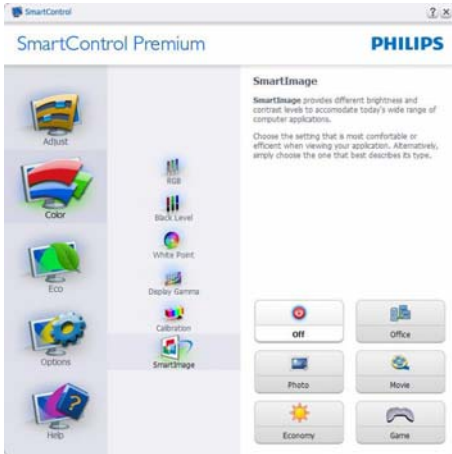 SmartControl
SmartControl Premium
PHILIPS
Adjust
Color
Eco
Options
Help
RGB
Black Level
White Point
Display Gamma
Calibration
SmartImage
SmartImage
SmartImage provides different brightness and
contrast levels to accomodate today's wide range of
computer applications.
Choose the setting that is most comfortable or
efficent when viewing your application. Alternatively,
simply choose the one that best describes its type.
Off
Office
Photo
Movie
Economy
Game